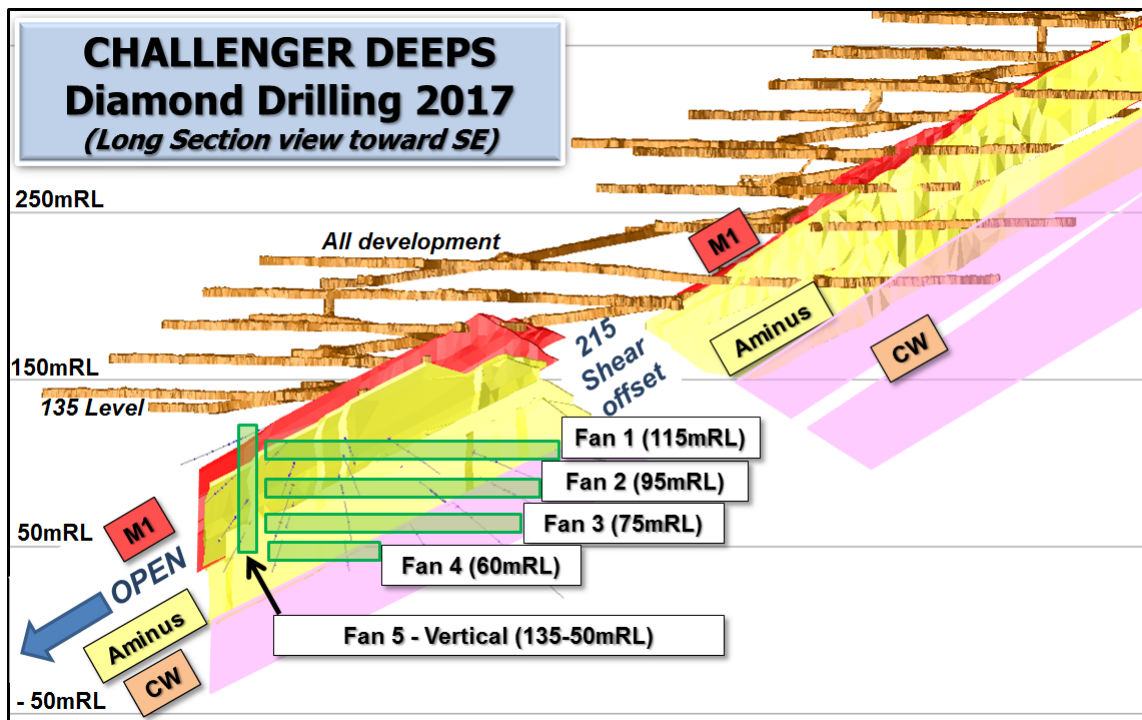 CHALLENGER DEEPS
Diamond Drilling 2017
(Long Section view toward SE)
250mRL
All development
M1
Aminus
CW
215
Shear
offset
150mRL
135 Level
Fan 1 (115mRL)
Fan 2 (95mRL)
Fan 3 (75mRL)
Fan 4 (60mRL)
50mRL
M1
OPEN
Fan 5 - Vertical (135-50mRL)
Aminus
CW
- 50mRL